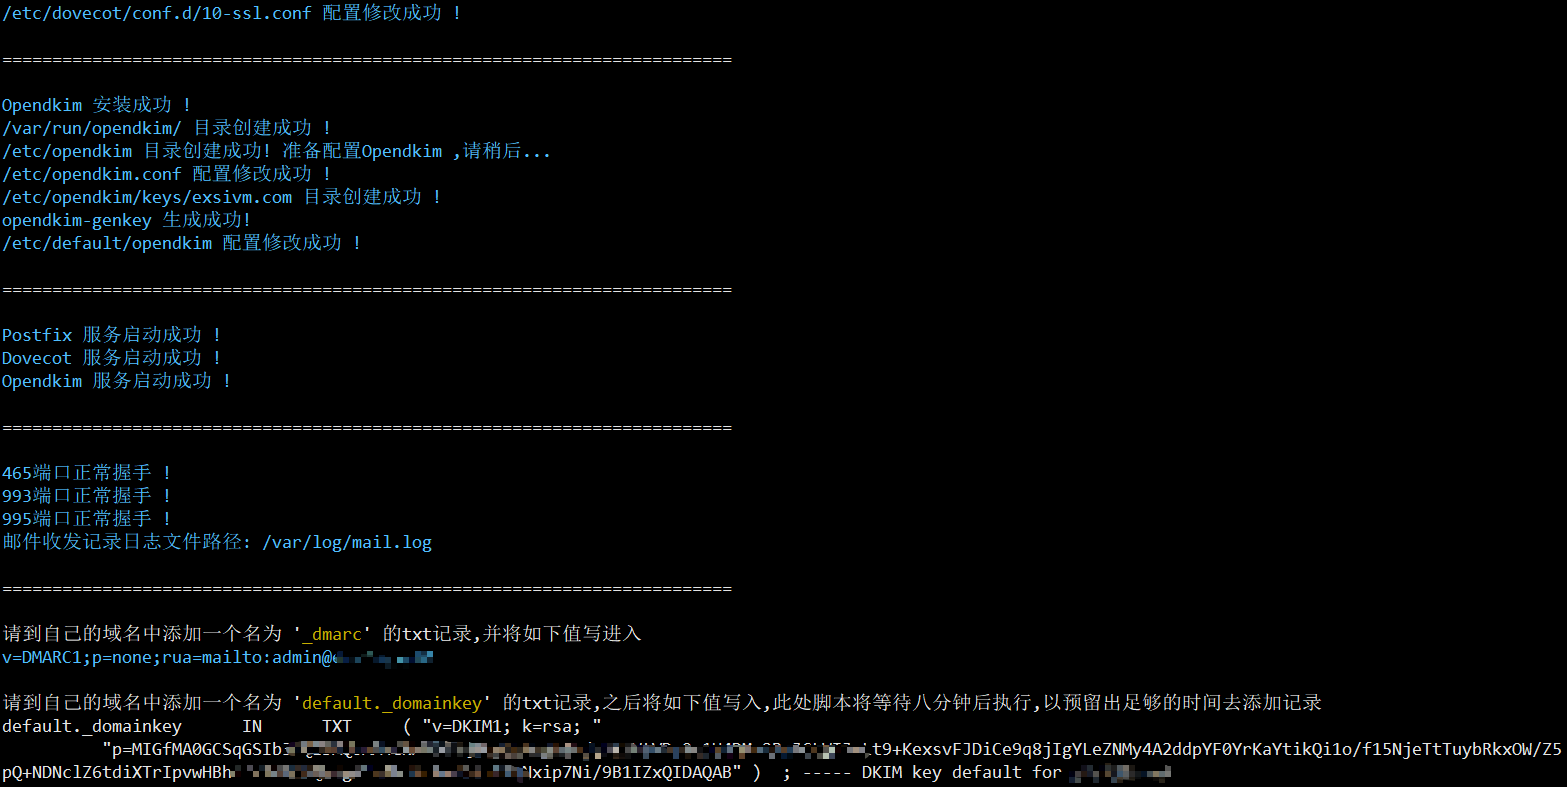 /etc/dovecot/conf.d/10-ssl.conf 配置修改成功 !
=========================================================================
Opendkim 安装成功 !
/var/run/opendkim/ 目录创建成功 !
/etc/opendkim 目录创建成功! 准备配置Opendkim ,请稍后...
/etc/opendkim.conf 配置修改成功 !
/etc/opendkim/keys/exsivm.com 目录创建成功 !
opendkim-genkey 生成成功!
/etc/default/opendkim 配置修改成功 !
=========================================================================
Postfix 服务启动成功 !
Dovecot 服务启动成功 !
Opendkim 服务启动成功 !
=========================================================================
465端口正常握手 !
993端口正常握手 !
995端口正常握手 !
邮件收发记录日志文件路径: /var/log/mail.log
=========================================================================
请到自己的域名中添加一个名为 '_dmarc' 的txt记录,并将如下值写进入
v=DMARC1;p=none;rua=mailto:admin@
请到自己的域名中添加一个名为 'default._domainkey' 的txt记录,之后将如下值写入,此处脚本将等待八分钟后执行,以预留出足够的时间去添加记录
default._domainkey IN TXT ( "v=DKIM1; k=rsa; "
"p=MIGfMA0GCSqGSIb t9+KexsvFJDiCe9q8jIgYLeZNMy4A2ddpYF0YrKaYtikQi1o/f15NjeTtTuybRkxOW/Z5
pQ+NDNclZ6tdiXTrIpvwHBh Nxip7Ni/9B1IZxQIDAQAB" ) ; ----- DKIM key default for